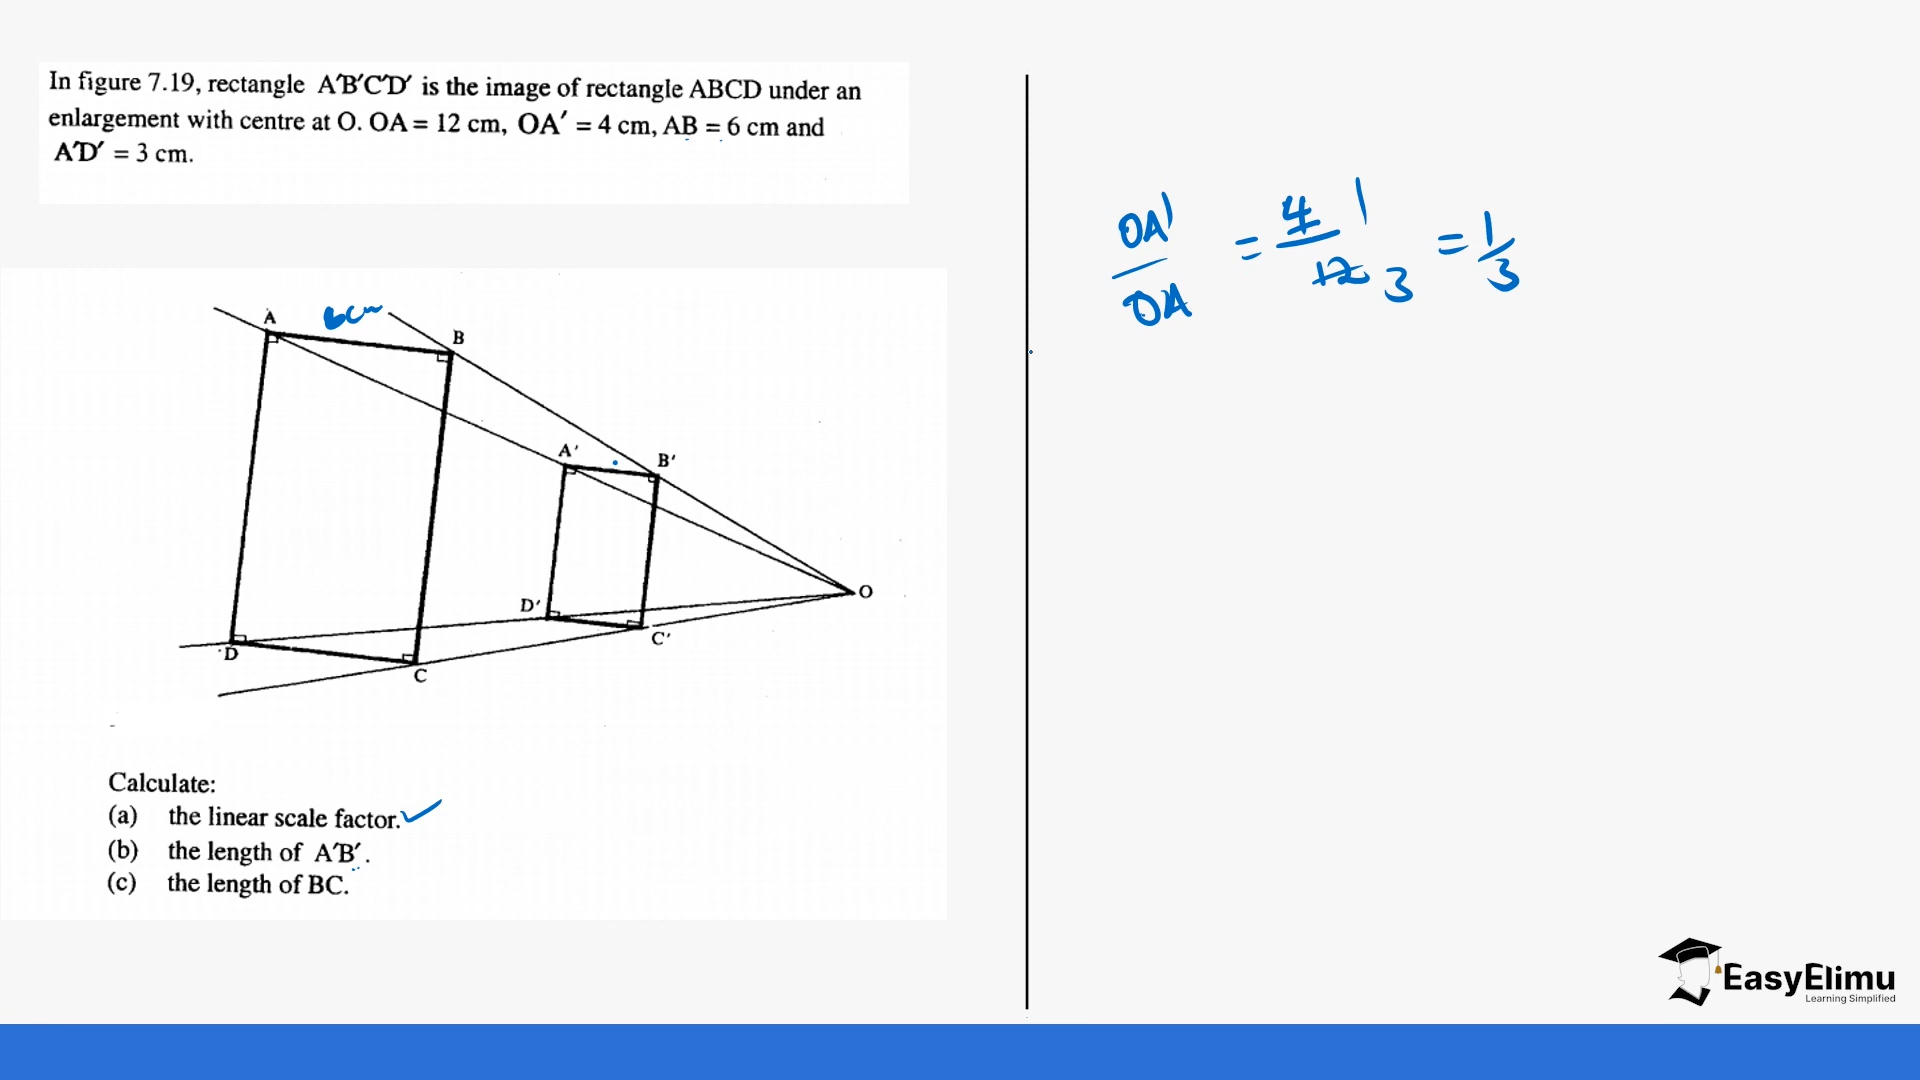 In figure 7.19, rectangle A′B′C′D′ is the image of rectangle ABCD under an
enlargement with centre at O. OA = 12 cm, OA′ = 4 cm, AB = 6 cm and
A′D′ = 3 cm.
OA' / OA = 4 / 12 1 3 = 1/3
A
6cm
B
A′
B′
O
D′
C′
D
C
Calculate:
(a) the linear scale factor. ✓
(b) the length of A′B′.
(c) the length of BC.
EasyElimu
Learning Simplified